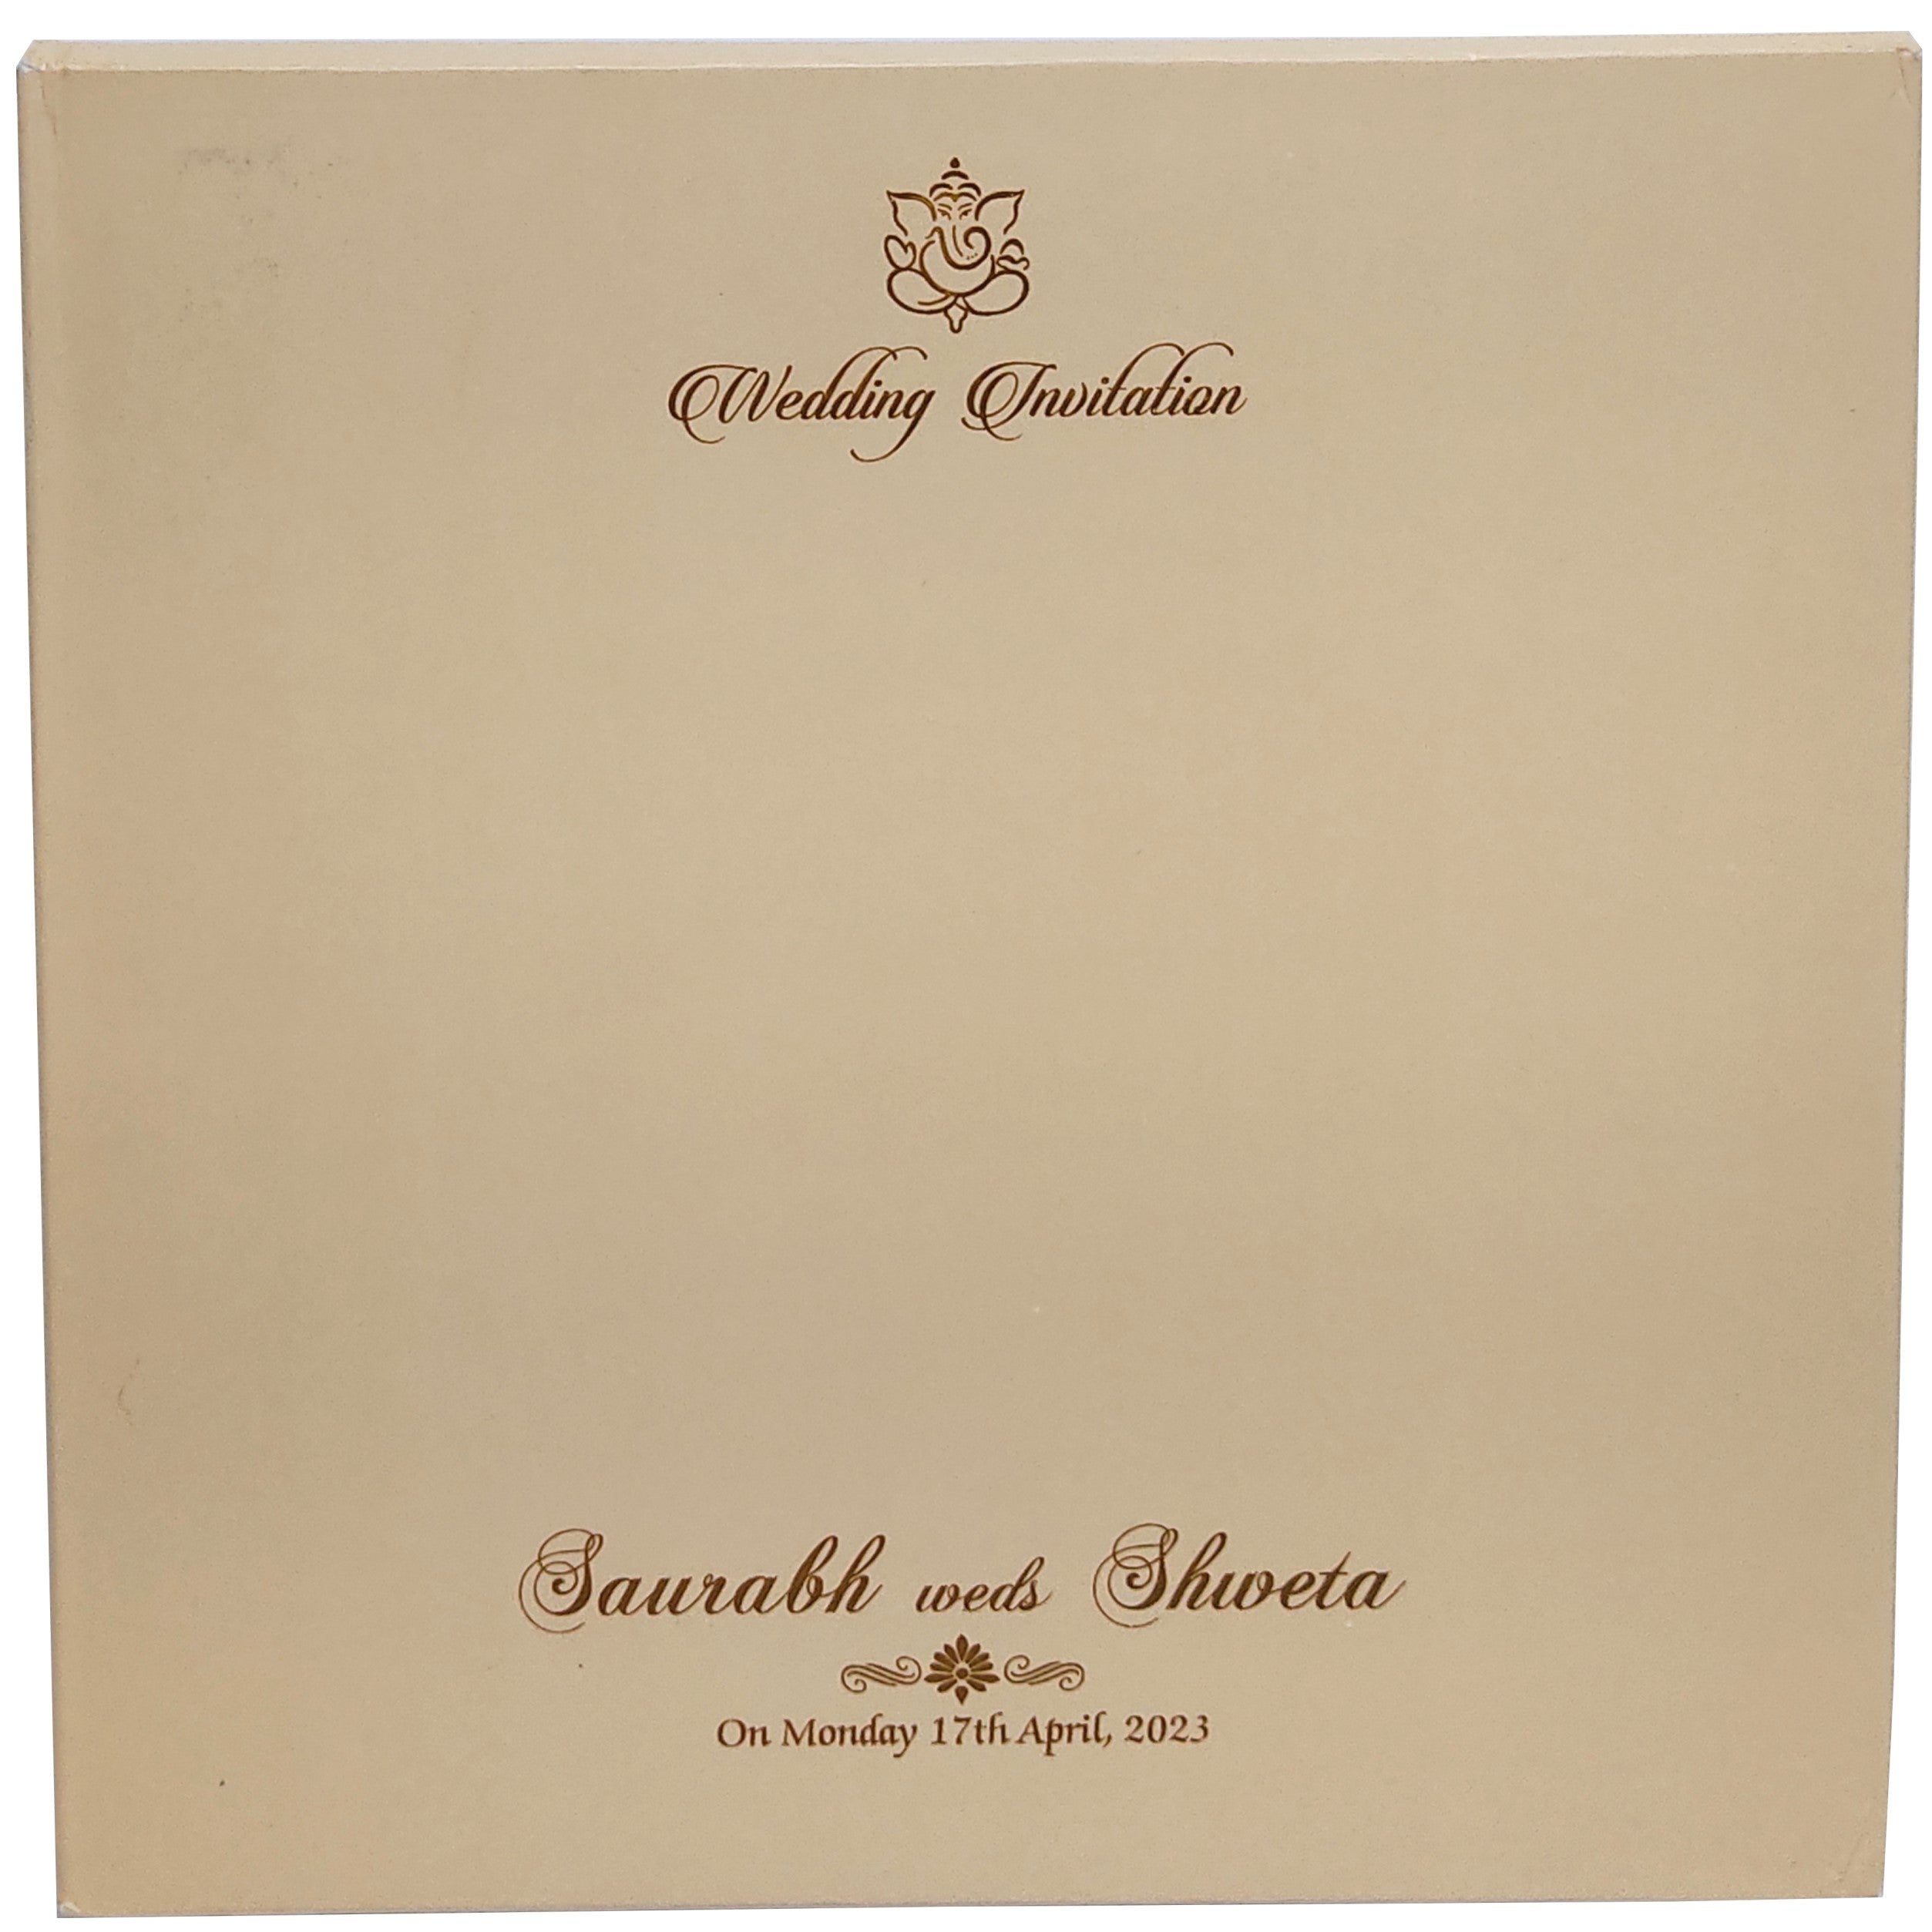 Wedding Invitation
Saurabh weds Shweta
On Monday 17th April, 2023